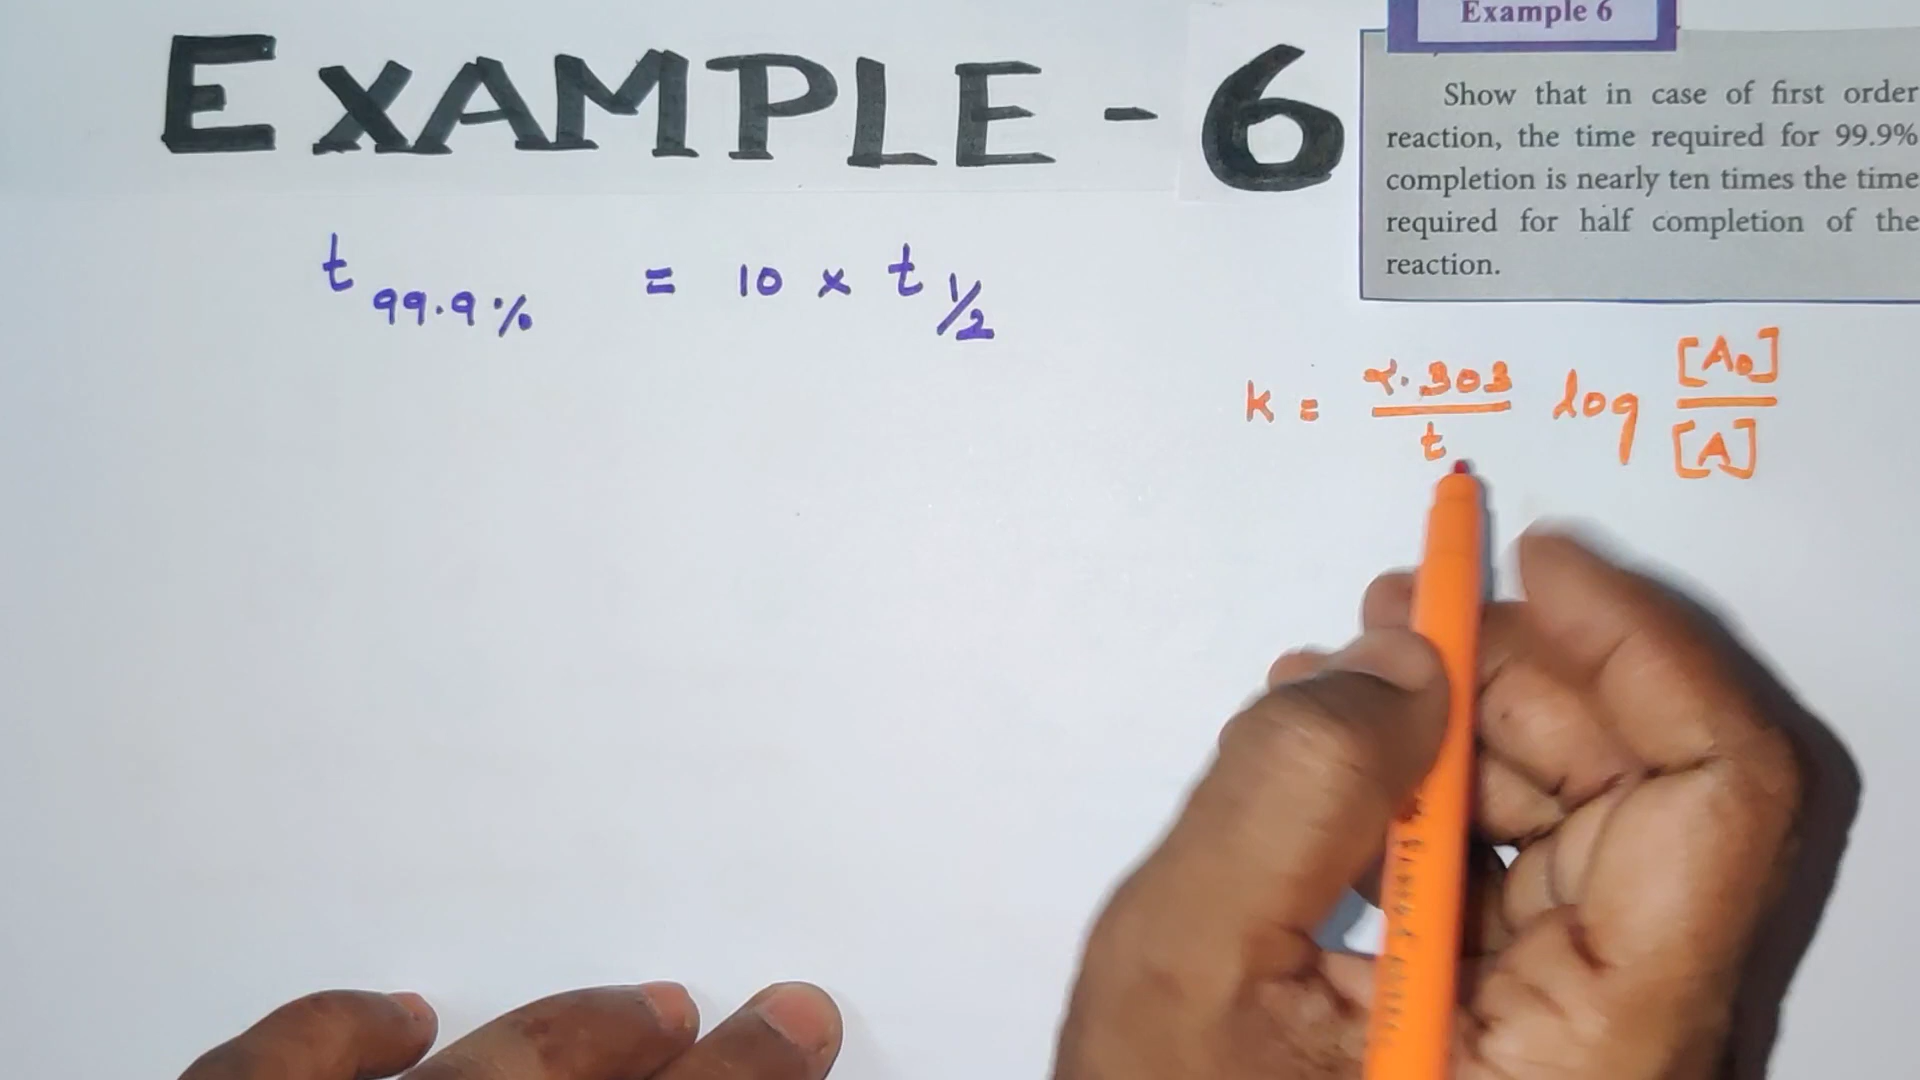 EXAMPLE - 6
Example 6
Show that in case of first order
reaction, the time required for 99.9%
completion is nearly ten times the time
required for half completion of the
reaction.
t 99.9% = 10 x t 1/2
k = 2.303/t log [A0]/[A]